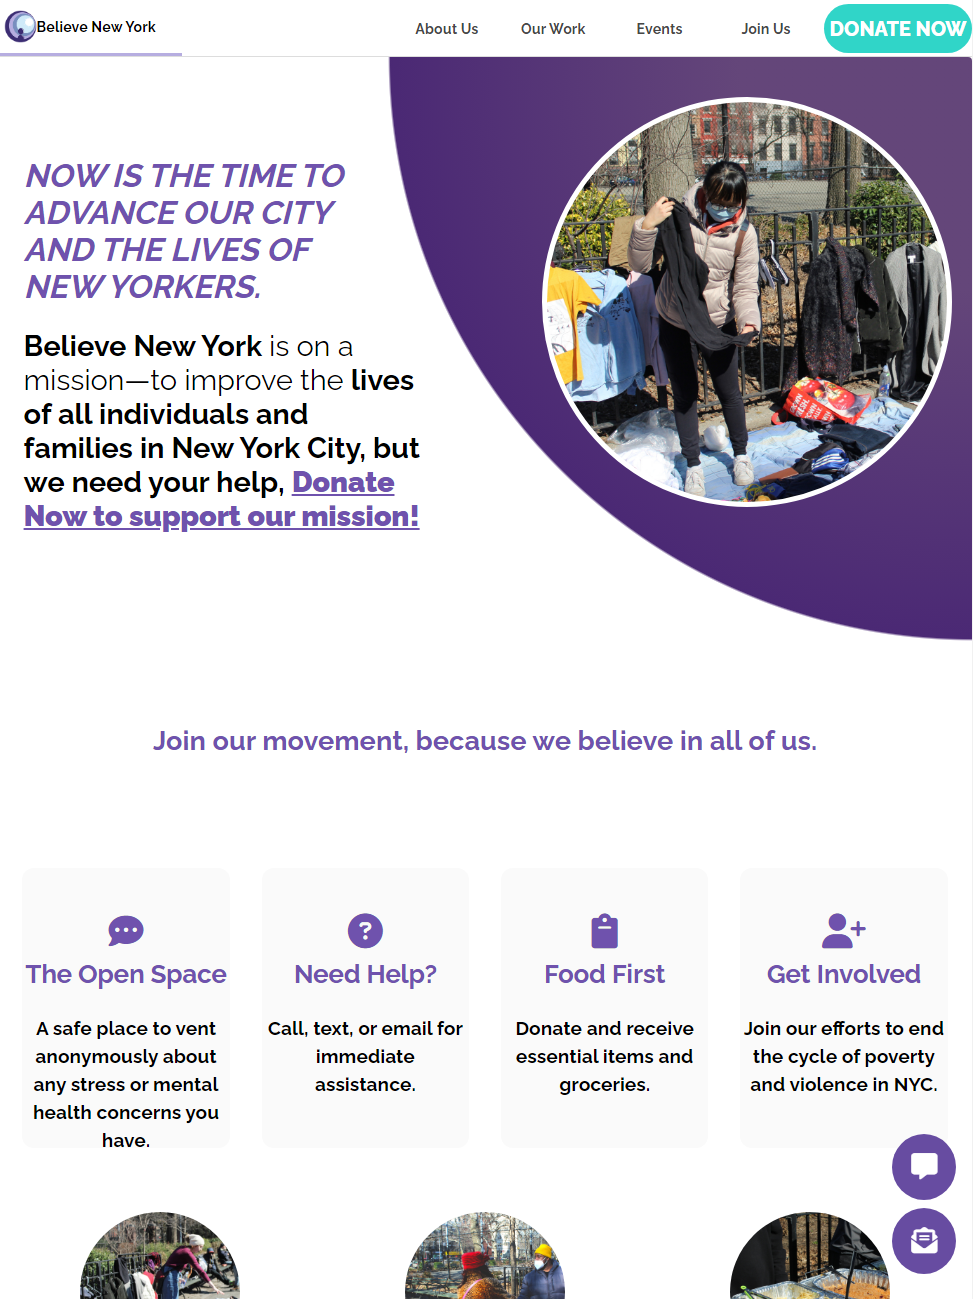 Believe New York
About Us
Our Work
Events
Join Us
DONATE NOW
NOW IS THE TIME TO
ADVANCE OUR CITY
AND THE LIVES OF
NEW YORKERS.
Believe New York is on a
mission—to improve the lives
of all individuals and
families in New York City, but
we need your help, Donate
Now to support our mission!
Join our movement, because we believe in all of us.
The Open Space
A safe place to vent
anonymously about
any stress or mental
health concerns you
have.
Need Help?
Call, text, or email for
immediate
assistance.
Food First
Donate and receive
essential items and
groceries.
Get Involved
Join our efforts to end
the cycle of poverty
and violence in NYC.